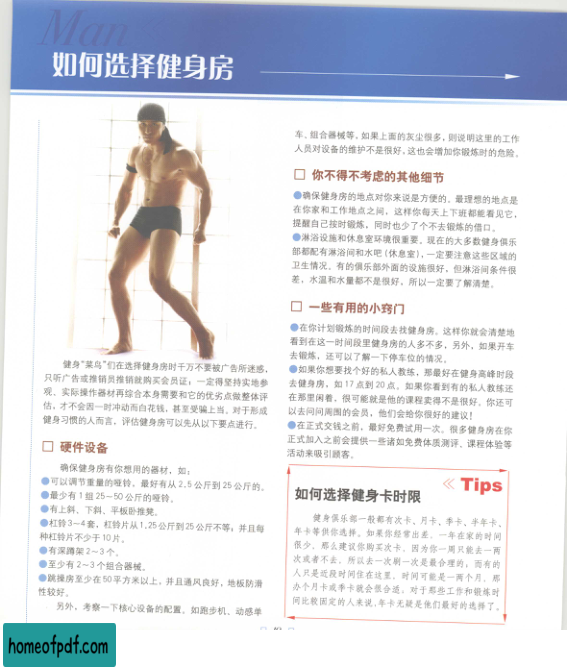 Man
如何选择健身房
健身“菜鸟”们在选择健身房时千万不要被广告所迷惑,
只听广告或推销员推销就购买会员证;一定得坚持实地参
观、实际操作器材再综合本身需要和它的优劣点做整体评
估,才不会因一时冲动而白花钱,甚至受骗上当。对于形成
健身习惯的人而言,评估健身房可以先从以下要点进行。
□ 硬件设备
确保健身房有你想用的器材,如:
●可以调节重量的哑铃,最好有从2.5公斤到25公斤的。
●最少有1组25~50公斤的哑铃。
●有上斜、下斜、平板卧推凳。
●杠铃3~4套,杠铃片从1.25公斤到25公斤不等;并且每
种杠铃片不少于10片。
●有深蹲架2~3个。
●至少有2~3个组合器械。
●跳操房至少在50平方米以上,并且通风良好,地板防滑
性较好。
另外,考察一下核心设备的配置。如跑步机、动感单
车、组合器械等,如果上面的灰尘很多,则说明这里的工作
人员对设备的维护不是很好,这也会增加你锻炼时的危险。
□ 你不得不考虑的其他细节
●确保健身房的地点对你来说是方便的。最理想的地点是
在你家和工作地点之间,这样你每天上下班都能看见它,
提醒自己按时锻炼,同时也少了个不去锻炼的借口。
●淋浴设施和休息室环境很重要。现在的大多数健身俱乐
部都配有淋浴间和水吧(休息室),一定要注意这些区域的
卫生情况。有的俱乐部外面的设施很好,但淋浴间条件很
差,水温和水量都不是很好,所以一定要了解清楚。
□ 一些有用的小窍门
●在你计划锻炼的时间段去找健身房。这样你就会清楚地
看到在这一时间段里健身房的人多不多,另外,如果开车
去锻炼,还可以了解一下停车位的情况。
●如果你想要找个好的私人教练,那最好在健身高峰时段
去健身房,如17点到20点。如果你看到有的私人教练还
在那里闲着,很可能就是他的课程卖得不是很好。你还可
以去问问周围的会员,他们会给你很好的建议!
●在正式交钱之前,最好免费试用一次。很多健身房在你
正式加入之前会提供一些诸如免费体质测评、课程体验等
活动来吸引顾客。
Tips
如何选择健身卡时限
健身俱乐部一般都有次卡、月卡、季卡、半年卡、
年卡等供你选择。如果你经常出差,一年在家的时间
很少,那么建议你购买次卡,因为你一周只能去一两
次或者不去,所以去一次刷一次是最合理的;而有的
人只是近段时间住在这里,时间可能是一两个月,那
办个月卡或季卡就会很合适;对于那些工作和锻炼时
间比较固定的人来说,年卡无疑是他们最好的选择了。
homeofpdf.com